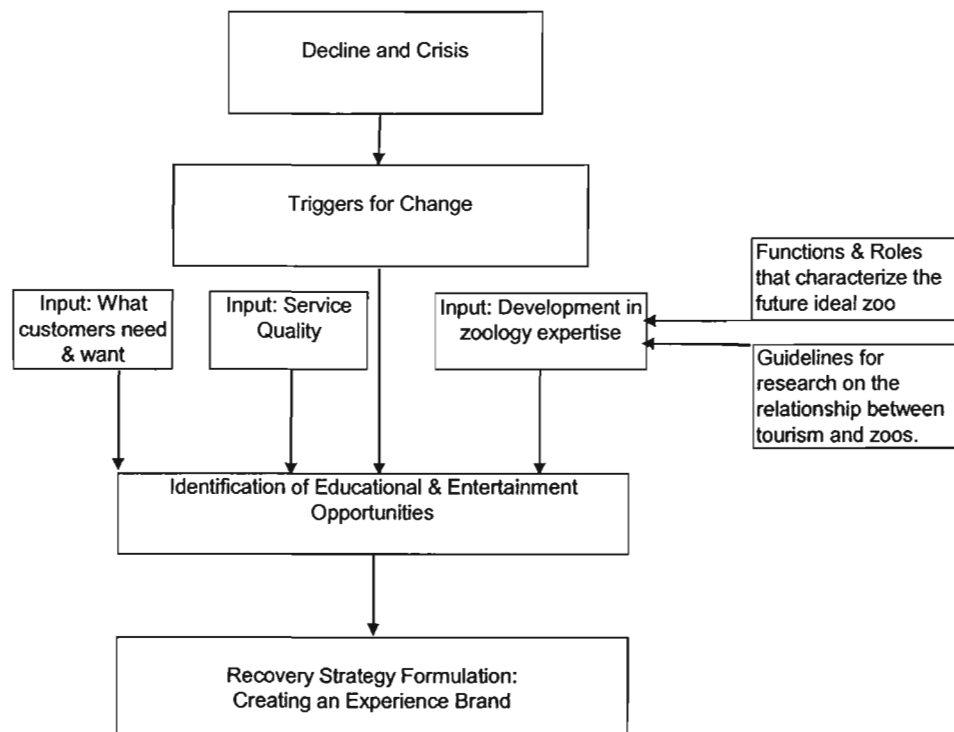 Decline and Crisis
Triggers for Change
Functions & Roles
that characterize the
future ideal zoo
Input: What
customers need
& want
Input: Service
Quality
Input: Development in
zoology expertise
Guidelines for
research on the
relationship between
tourism and zoos.
Identification of Educational & Entertainment
Opportunities
Recovery Strategy Formulation:
Creating an Experience Brand